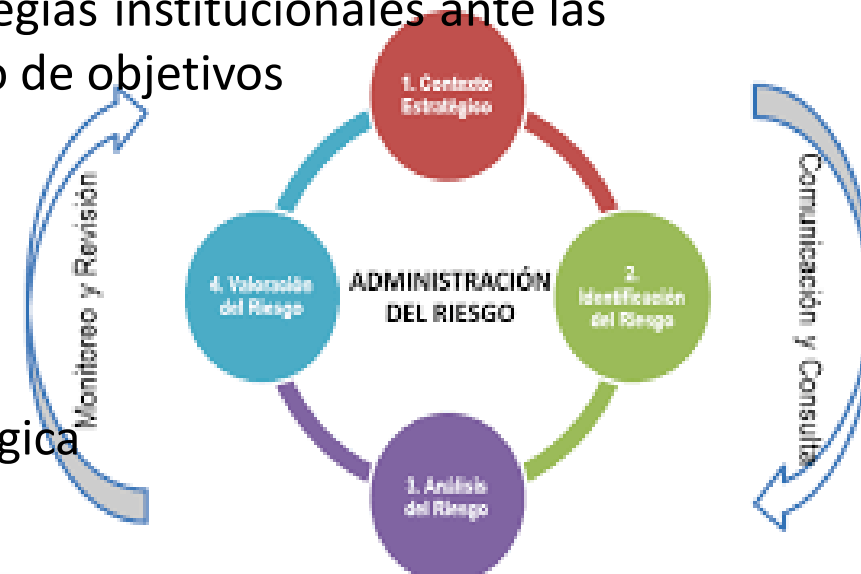 egias institucionales ante las
o de objetivos
1. Contexto
Estratégico
Monitoreo y Revisión
Comunicación y Consulta
4. Valoración
del Riesgo
ADMINISTRACIÓN
DEL RIESGO
2.
Identificación
del Riesgo
gica
3. Análisis
del Riesgo